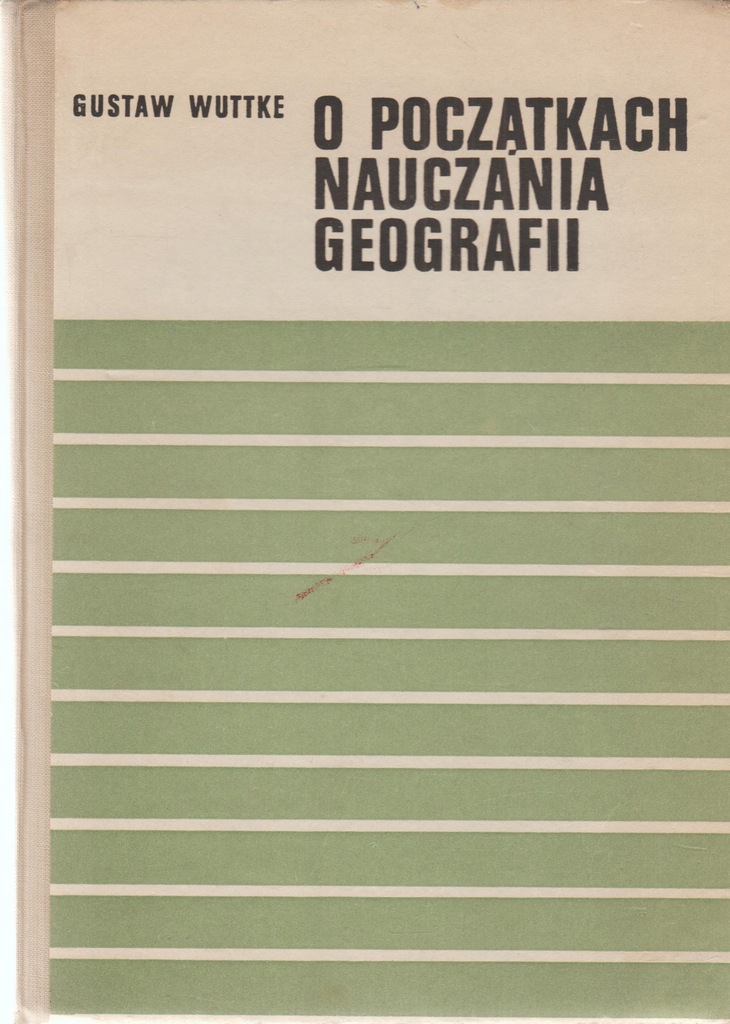 GUSTAW WUTTKE
O POCZĄTKACH
NAUCZANIA
GEOGRAFII